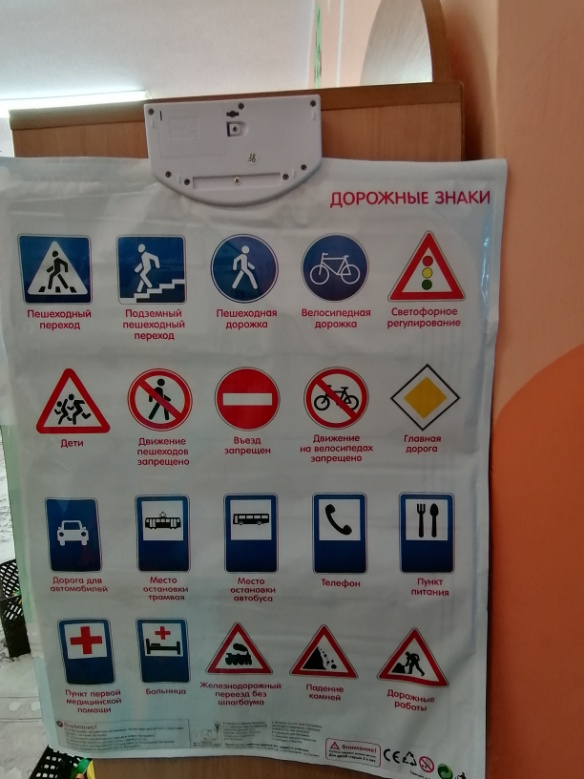 ДОРОЖНЫЕ ЗНАКИ
Пешеходный
переход
Подземный
пешеходный
переход
Пешеходная
дорожка
Велосипедная
дорожка
Светофорное
регулирование
Дети
Движение
пешеходов
запрещено
Въезд
запрещен
Движение
на велосипедах
запрещено
Главная
дорога
Дорога для
автомобилей
Место
остановки
трамвая
Место
остановки
автобуса
Телефон
Пункт
питания
Пункт первой
медицинской
помощи
Больница
Железнодорожный
переезд без
шлагбаума
Падение
камней
Дорожные
работы
Внимание!
Внимание!
CE